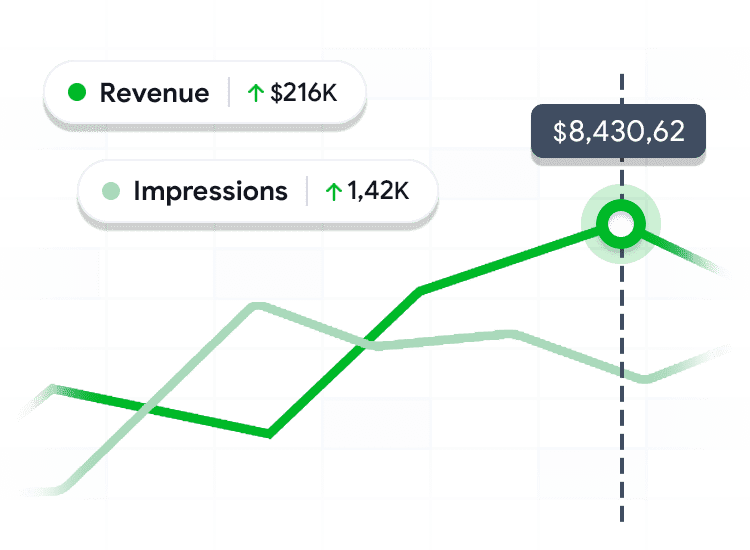 Revenue ↑ $216K
$8,430,62
Impressions ↑ 1,42K